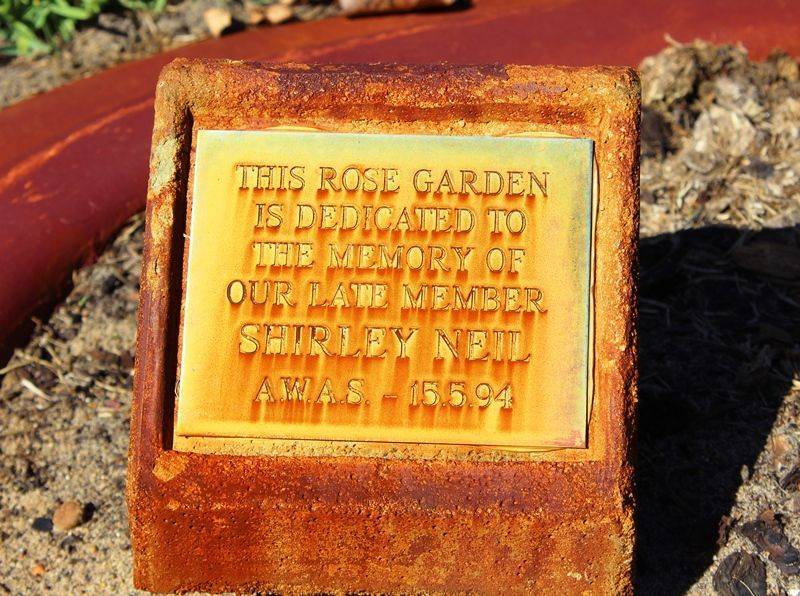 THIS ROSE GARDEN
IS DEDICATED TO
THE MEMORY OF
OUR LATE MEMBER
SHIRLEY NEIL
A.W.A.S. - 15.5.94